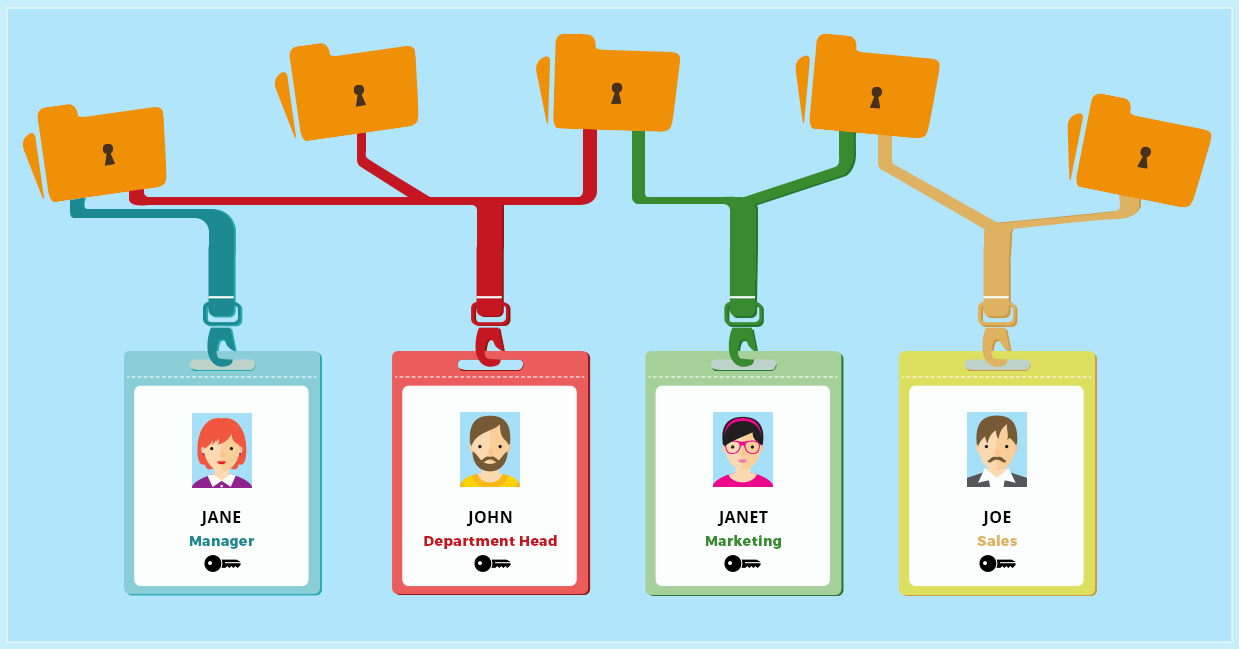 JANE
Manager
JOHN
Department Head
JANET
Marketing
JOE
Sales